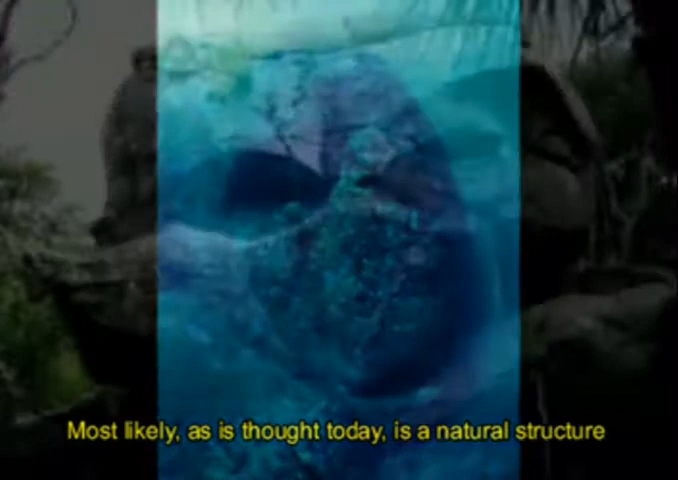 Most likely, as is thought today, is a natural structure